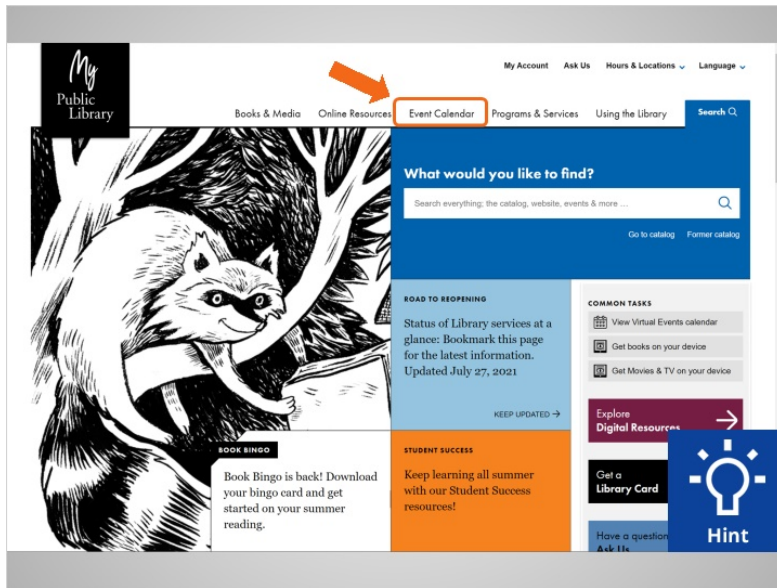 My
Public
Library
My Account Ask Us Hours & Locations Language
Books & Media Online Resources Event Calendar Programs & Services Using the Library Search
What would you like to find?
Search everything; the catalog, website, events & more ...
Go to catalog Former catalog
ROAD TO REOPENING
Status of Library services at a
glance: Bookmark this page
for the latest information.
Updated July 27, 2021
KEEP UPDATED →
COMMON TASKS
View Virtual Events calendar
Get books on your device
Get Movies & TV on your device
Explore
Digital Resources
BOOK BINGO
Book Bingo is back! Download
your bingo card and get
started on your summer
reading.
STUDENT SUCCESS
Keep learning all summer
with our Student Success
resources!
Get a
Library Card
Have a question
Ask Us
Hint